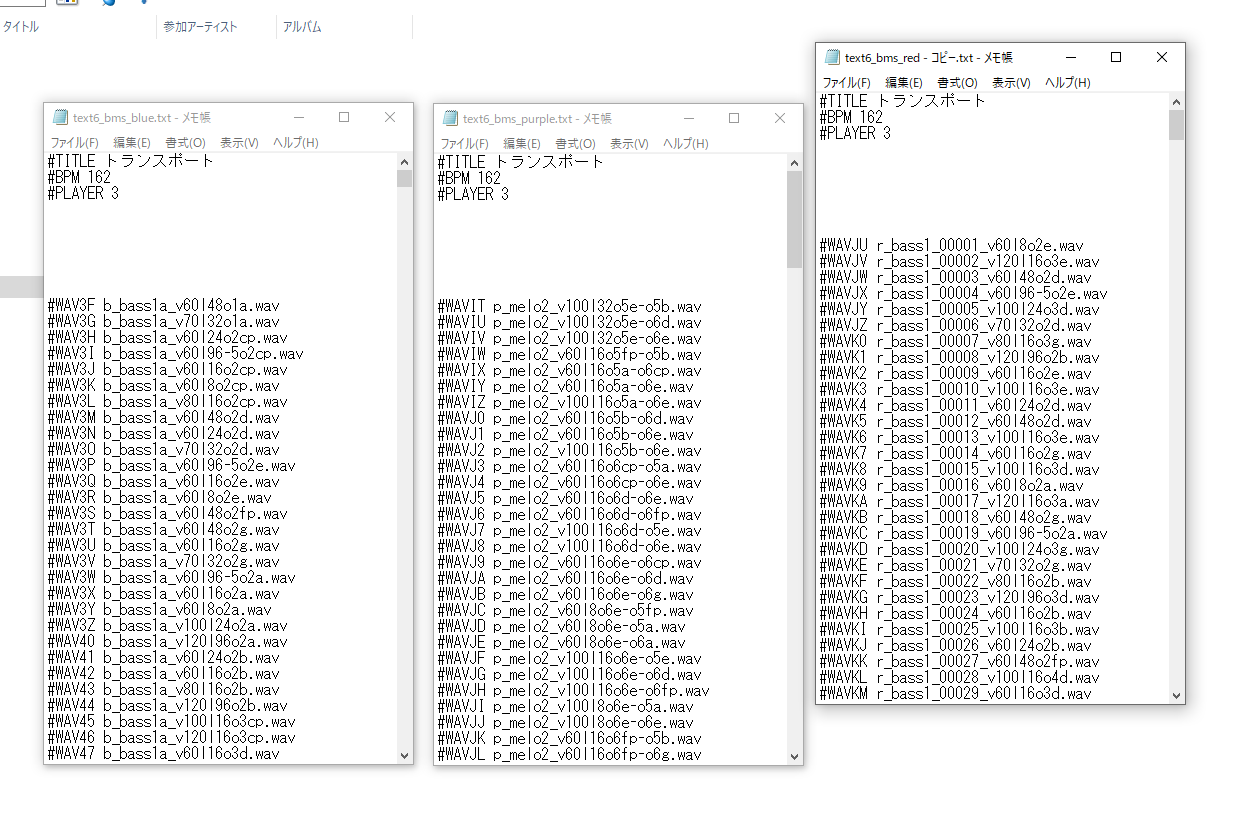 タイトル
参加アーティスト
アルバム
text6_bms_blue.txt - メモ帳
ファイル(F) 編集(E) 書式(O) 表示(V) ヘルプ(H)
#TITLE トランスポート
#BPM 162
#PLAYER 3
#WAV3F b_bass1a_v60l48o1a.wav
#WAV3G b_bass1a_v70l32o1a.wav
#WAV3H b_bass1a_v60l24o2cp.wav
#WAV3I b_bass1a_v60l96-5o2cp.wav
#WAV3J b_bass1a_v60l16o2cp.wav
#WAV3K b_bass1a_v60l8o2cp.wav
#WAV3L b_bass1a_v80l16o2cp.wav
#WAV3M b_bass1a_v60l48o2d.wav
#WAV3N b_bass1a_v60l24o2d.wav
#WAV3O b_bass1a_v70l32o2d.wav
#WAV3P b_bass1a_v60l96-5o2e.wav
#WAV3Q b_bass1a_v60l16o2e.wav
#WAV3R b_bass1a_v60l8o2e.wav
#WAV3S b_bass1a_v60l48o2fp.wav
#WAV3T b_bass1a_v60l48o2g.wav
#WAV3U b_bass1a_v60l16o2g.wav
#WAV3V b_bass1a_v70l32o2g.wav
#WAV3W b_bass1a_v60l96-5o2a.wav
#WAV3X b_bass1a_v60l16o2a.wav
#WAV3Y b_bass1a_v60l8o2a.wav
#WAV3Z b_bass1a_v100l24o2a.wav
#WAV40 b_bass1a_v120l96o2a.wav
#WAV41 b_bass1a_v60l24o2b.wav
#WAV42 b_bass1a_v60l16o2b.wav
#WAV43 b_bass1a_v80l16o2b.wav
#WAV44 b_bass1a_v120l96o2b.wav
#WAV45 b_bass1a_v100l16o3cp.wav
#WAV46 b_bass1a_v120l16o3cp.wav
#WAV47 b_bass1a_v60l16o3d.wav
text6_bms_purple.txt - メモ帳
ファイル(F) 編集(E) 書式(O) 表示(V) ヘルプ(H)
#TITLE トランスポート
#BPM 162
#PLAYER 3
#WAVIT p_melo2_v100l32o5e-o5b.wav
#WAVIU p_melo2_v100l32o5e-o6d.wav
#WAVIV p_melo2_v100l32o5e-o6e.wav
#WAVIW p_melo2_v60l16o5fp-o5b.wav
#WAVIX p_melo2_v60l16o5a-o6cp.wav
#WAVIY p_melo2_v60l16o5a-o6e.wav
#WAVIZ p_melo2_v100l16o5a-o6e.wav
#WAVJ0 p_melo2_v60l16o5b-o6d.wav
#WAVJ1 p_melo2_v60l16o5b-o6e.wav
#WAVJ2 p_melo2_v100l16o5b-o6e.wav
#WAVJ3 p_melo2_v60l16o6cp-o5a.wav
#WAVJ4 p_melo2_v60l16o6cp-o6e.wav
#WAVJ5 p_melo2_v60l16o6d-o6e.wav
#WAVJ6 p_melo2_v60l16o6d-o6fp.wav
#WAVJ7 p_melo2_v100l16o6d-o5e.wav
#WAVJ8 p_melo2_v100l16o6d-o6e.wav
#WAVJ9 p_melo2_v60l16o6e-o6cp.wav
#WAVJA p_melo2_v60l16o6e-o6d.wav
#WAVJB p_melo2_v60l16o6e-o6g.wav
#WAVJC p_melo2_v60l8o6e-o5fp.wav
#WAVJD p_melo2_v60l8o6e-o5a.wav
#WAVJE p_melo2_v60l8o6e-o6a.wav
#WAVJF p_melo2_v100l16o6e-o5e.wav
#WAVJG p_melo2_v100l16o6e-o6d.wav
#WAVJH p_melo2_v100l16o6e-o6fp.wav
#WAVJI p_melo2_v100l8o6e-o5a.wav
#WAVJJ p_melo2_v100l8o6e-o6e.wav
#WAVJK p_melo2_v60l16o6fp-o5b.wav
#WAVJL p_melo2_v60l16o6fp-o6g.wav
text6_bms_red - コピー.txt - メモ帳
ファイル(F) 編集(E) 書式(O) 表示(V) ヘルプ(H)
#TITLE トランスポート
#BPM 162
#PLAYER 3
#WAVJU r_bass1_00001_v60l8o2e.wav
#WAVJV r_bass1_00002_v120l16o3e.wav
#WAVJW r_bass1_00003_v60l48o2d.wav
#WAVJX r_bass1_00004_v60l96-5o2e.wav
#WAVJY r_bass1_00005_v100l24o3d.wav
#WAVJZ r_bass1_00006_v70l32o2d.wav
#WAVK0 r_bass1_00007_v80l16o3g.wav
#WAVK1 r_bass1_00008_v120l96o2b.wav
#WAVK2 r_bass1_00009_v60l16o2e.wav
#WAVK3 r_bass1_00010_v100l16o3e.wav
#WAVK4 r_bass1_00011_v60l24o2d.wav
#WAVK5 r_bass1_00012_v60l48o2d.wav
#WAVK6 r_bass1_00013_v100l16o3e.wav
#WAVK7 r_bass1_00014_v60l16o2g.wav
#WAVK8 r_bass1_00015_v100l16o3d.wav
#WAVK9 r_bass1_00016_v60l8o2a.wav
#WAVKA r_bass1_00017_v120l16o3a.wav
#WAVKB r_bass1_00018_v60l48o2g.wav
#WAVKC r_bass1_00019_v60l96-5o2a.wav
#WAVKD r_bass1_00020_v100l24o3g.wav
#WAVKE r_bass1_00021_v70l32o2g.wav
#WAVKF r_bass1_00022_v80l16o2b.wav
#WAVKG r_bass1_00023_v120l96o3d.wav
#WAVKH r_bass1_00024_v60l16o2b.wav
#WAVKI r_bass1_00025_v100l16o3b.wav
#WAVKJ r_bass1_00026_v60l24o2b.wav
#WAVKK r_bass1_00027_v60l48o2fp.wav
#WAVKL r_bass1_00028_v100l16o4d.wav
#WAVKM r_bass1_00029_v60l16o3d.wav